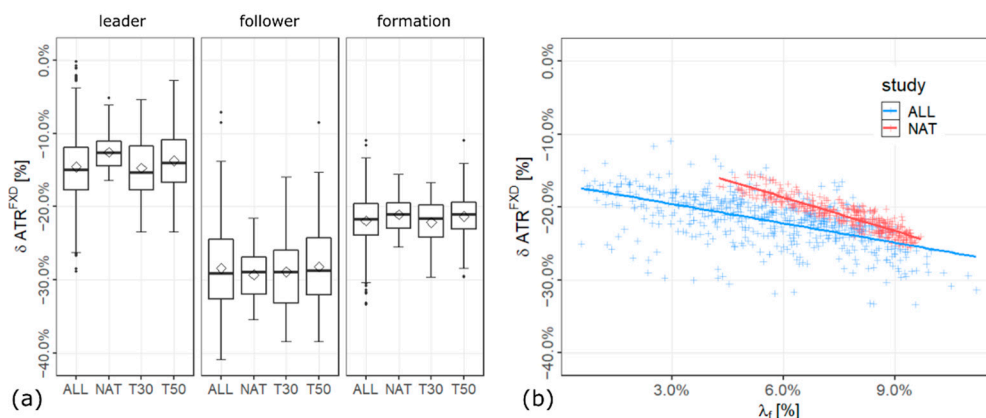 (a)
leader follower formation
δ ATR^FXD [%]
0.0%
−10.0%
−20.0%
−30.0%
−40.0%
ALL NAT T30 T50 ALL NAT T30 T50 ALL NAT T30 T50
(b)
δ ATR^FXD [%]
0.0%
−10.0%
−20.0%
−30.0%
−40.0%
study
ALL
NAT
3.0% 6.0% 9.0%
λf [%]